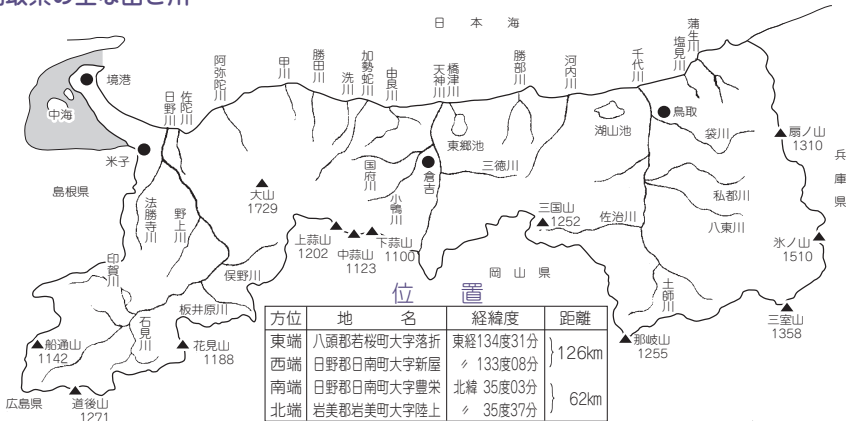 日本海
蒲生川
塩見川
千代川
河内川
勝部川
橋津川
天神川
由良川
加勢蛇川
洗川
勝田川
甲川
阿弥陀川
佐陀川
日野川
境港
中海
米子
島根県
法勝寺川
野上川
印賀川
大山
1729
国府川
小鴨川
倉吉
東郷池
三徳川
湖山池
鳥取
袋川
扇ノ山
1310
兵庫県
私都川
八東川
佐治川
三国山
1252
氷ノ山
1510
上蒜山
1202
中蒜山
1123
下蒜山
1100
岡山県
俣野川
板井原川
石見川
船通山
1142
花見山
1188
広島県
道後山
1271
土師川
那岐山
1255
三室山
1358
位置
方位 地名 経緯度 距離
東端 八頭郡若桜町大字落折 東経134度31分
西端 日野郡日南町大字新屋 〃 133度08分
126km
南端 日野郡日南町大字豊栄 北緯 35度03分
北端 岩美郡岩美町大字陸上 〃 35度37分
62km